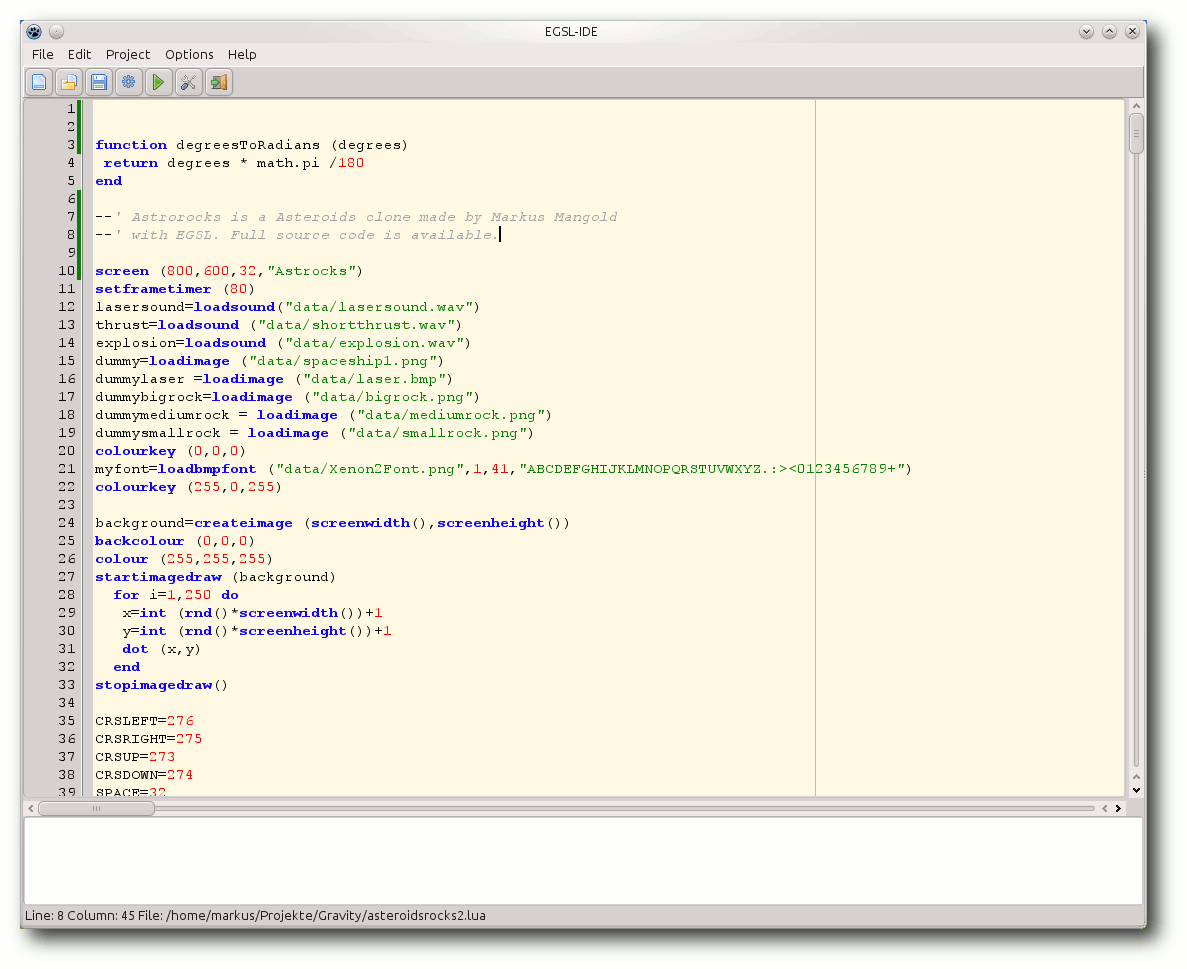 EGSL-IDE
File Edit Project Options Help
1
2
3 function degreesToRadians (degrees)
4  return degrees * math.pi /180
5 end
6
7 --' Astrorocks is a Asteroids clone made by Markus Mangold
8 --' with EGSL. Full source code is available.
9
10 screen (800,600,32,"Astrocks")
11 setframetimer (80)
12 lasersound=loadsound("data/lasersound.wav")
13 thrust=loadsound ("data/shortthrust.wav")
14 explosion=loadsound ("data/explosion.wav")
15 dummy=loadimage ("data/spaceship1.png")
16 dummylaser =loadimage ("data/laser.bmp")
17 dummybigrock=loadimage ("data/bigrock.png")
18 dummymediumrock = loadimage ("data/mediumrock.png")
19 dummysmallrock = loadimage ("data/smallrock.png")
20 colourkey (0,0,0)
21 myfont=loadbmpfont ("data/Xenon2Font.png",1,41,"ABCDEFGHIJKLMNOPQRSTUVWXYZ.:><0123456789+")
22 colourkey (255,0,255)
23
24 background=createimage (screenwidth(),screenheight())
25 backcolour (0,0,0)
26 colour (255,255,255)
27 startimagedraw (background)
28   for i=1,250 do
29    x=int (rnd()*screenwidth())+1
30    y=int (rnd()*screenheight())+1
31    dot (x,y)
32   end
33 stopimagedraw()
34
35 CRSLEFT=276
36 CRSRIGHT=275
37 CRSUP=273
38 CRSDOWN=274
39 SPACE=32
Line: 8 Column: 45 File: /home/markus/Projekte/Gravity/asteroidsrocks2.lua